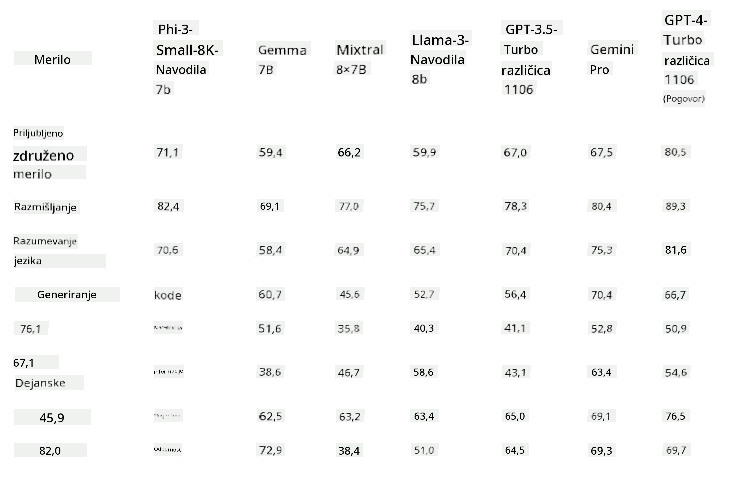 Merilo Phi-3-Small-8K-Navodila 7b Gemma 7B Mixtral 8×7B Llama-3-Navodila 8b GPT-3.5-Turbo različica 1106 Gemini Pro GPT-4-Turbo različica 1106 (Pogovor)
Priljubljeno združeno merilo 71,1 59,4 66,2 59,9 67,0 67,5 80,5
Razmišljanje 82,4 69,1 77,0 75,7 78,3 80,4 89,3
Razumevanje jezika 70,6 58,4 64,9 65,4 70,4 75,3 81,6
Generiranje kode 60,7 45,6 52,7 56,4 70,4 66,7
76,1 51,6 35,8 40,3 41,1 52,8 50,9
67,1 Dejanske 38,6 46,7 58,6 43,1 63,4 54,6
45,9 62,5 63,2 63,4 65,0 69,1 76,5
82,0 72,9 38,4 51,0 64,5 69,3 69,7